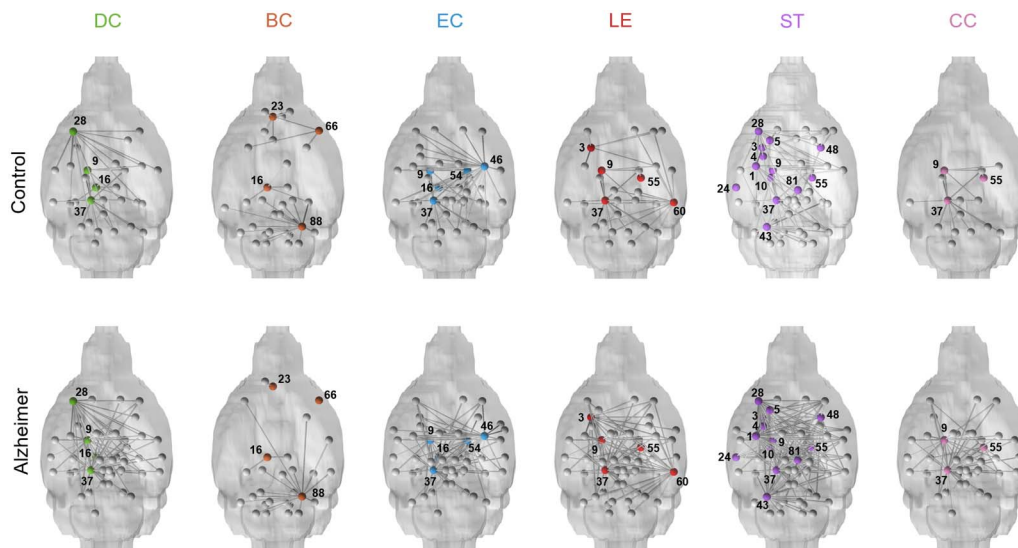 DC BC EC LE ST CC
Control
28 9 16 37
23 66 16 88
46 9 54 16 37
3 9 55 37 60
28 5 3 48 4 9 1 81 55 24 10 37 43
9 55 37
Alzheimer
28 9 16 37
23 66 16 88
46 9 16 54 37
3 55 9 37 60
28 5 3 48 4 1 9 55 10 81 24 37 43
9 55 37